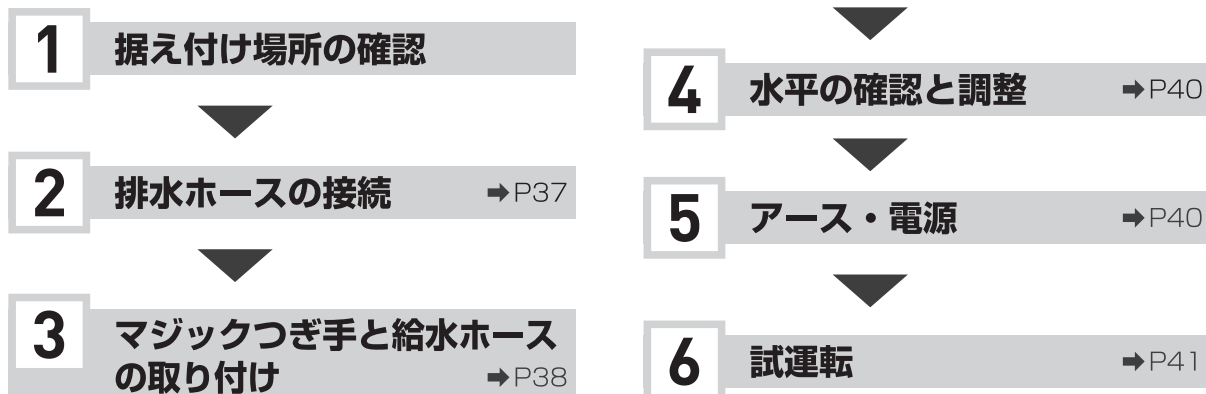 1 据え付け場所の確認
2 排水ホースの接続 ➡P37
3 マジックつぎ手と給水ホース
の取り付け ➡P38
4 水平の確認と調整 ➡P40
5 アース・電源 ➡P40
6 試運転 ➡P41